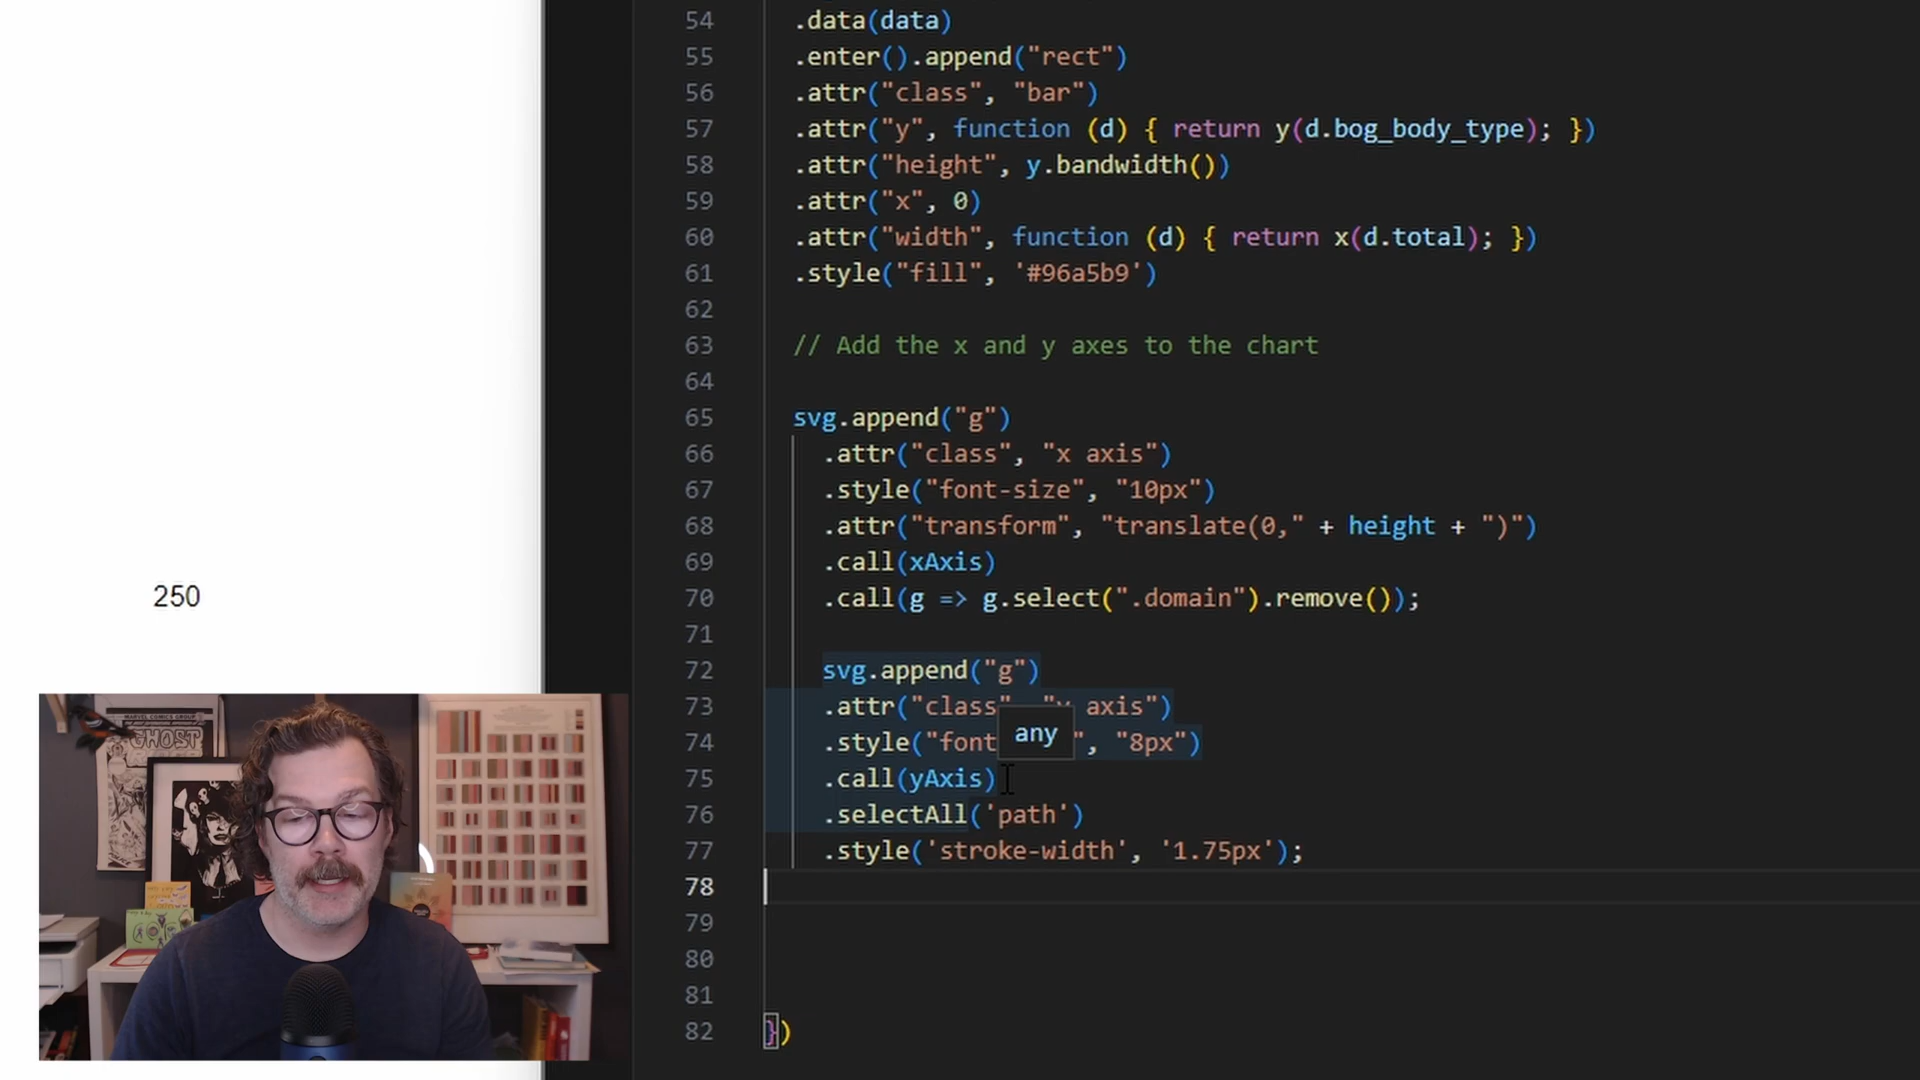 54 .data(data)
55 .enter().append("rect")
56 .attr("class", "bar")
57 .attr("y", function (d) { return y(d.bog_body_type); })
58 .attr("height", y.bandwidth())
59 .attr("x", 0)
60 .attr("width", function (d) { return x(d.total); })
61 .style("fill", '#96a5b9')
62
63 // Add the x and y axes to the chart
64
65 svg.append("g")
66 .attr("class", "x axis")
67 .style("font-size", "10px")
68 .attr("transform", "translate(0," + height + ")")
69 .call(xAxis)
70 .call(g => g.select(".domain").remove());
250
71
72 svg.append("g")
73 .attr("class", axis")
any
74 .style("font ", "8px")
75 .call(yAxis)
76 .selectAll('path')
77 .style('stroke-width', '1.75px');
78
79
80
81
82 })
MARVEL COMICS GROUP
GHOST